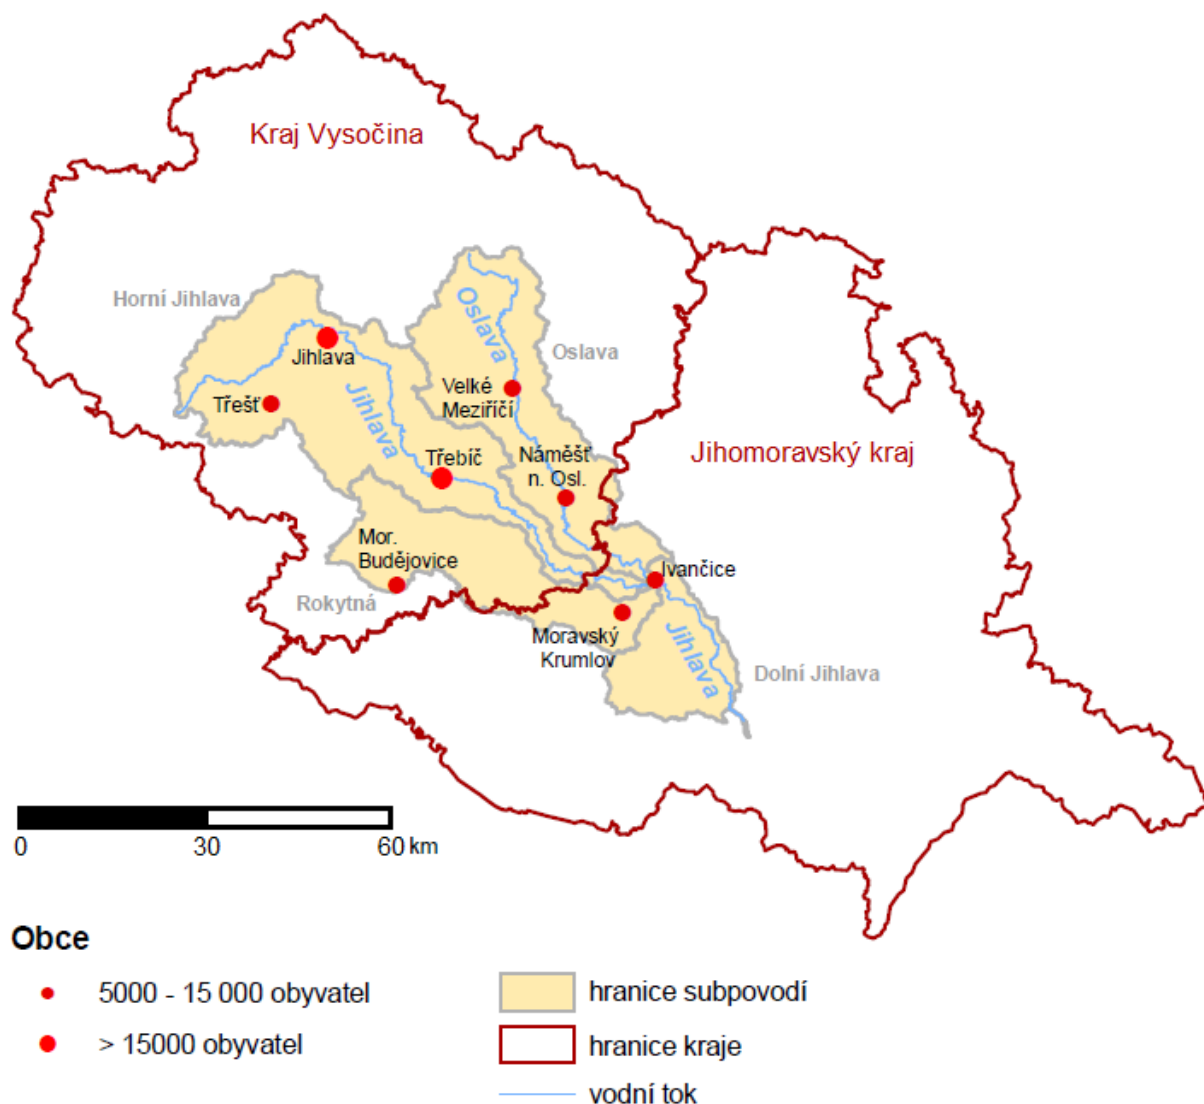 Kraj Vysočina
Horní Jihlava
Oslava
Oslava
Jihlava
Velké
Meziříčí
Třešť
Jihlava
Jihomoravský kraj
Třebíč
Náměšť
n. Osl.
Mor.
Budějovice
Ivančice
Rokytná
Moravský
Krumlov
Jihlava
Dolní Jihlava
0 30 60 km
Obce
5000 - 15 000 obyvatel
> 15000 obyvatel
hranice subpovodí
hranice kraje
vodní tok